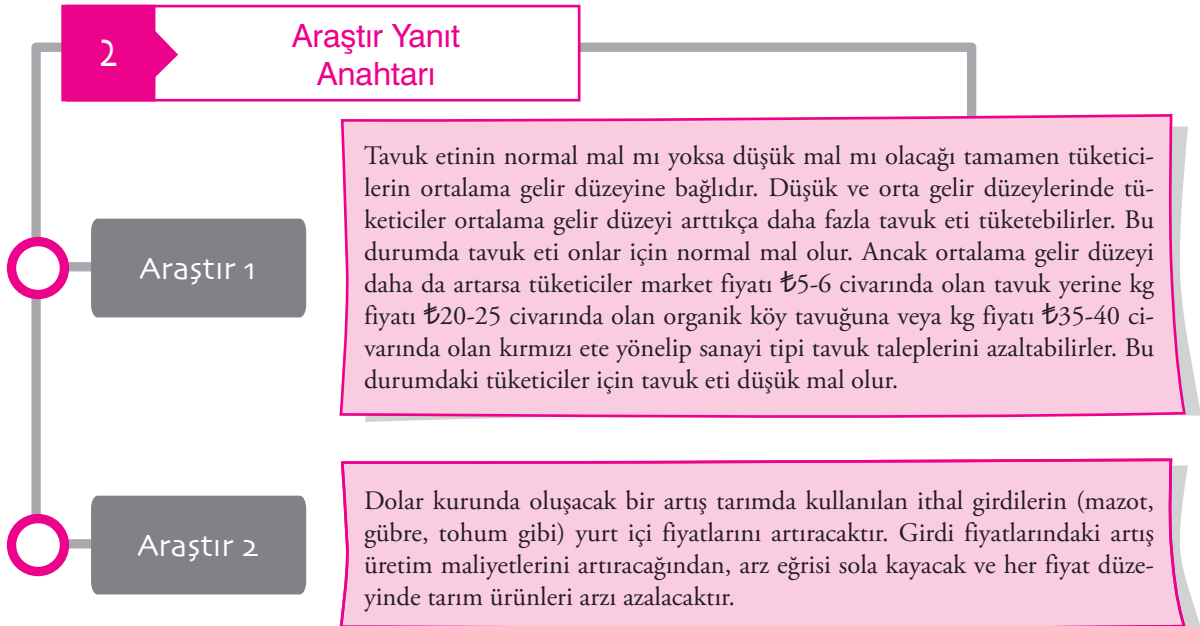 2
Araştır Yanıt
Anahtarı
Araştır 1
Tavuk etinin normal mal mı yoksa düşük mal mı olacağı tamamen tüketici-
lerin ortalama gelir düzeyine bağlıdır. Düşük ve orta gelir düzeylerinde tü-
keticiler ortalama gelir düzeyi arttıkça daha fazla tavuk eti tüketebilirler. Bu
durumda tavuk eti onlar için normal mal olur. Ancak ortalama gelir düzeyi
daha da artarsa tüketiciler market fiyatı ₺5-6 civarında olan tavuk yerine kg
fiyatı ₺20-25 civarında olan organik köy tavuğuna veya kg fiyatı ₺35-40 ci-
varında olan kırmızı ete yönelip sanayi tipi tavuk taleplerini azaltabilirler. Bu
durumdaki tüketiciler için tavuk eti düşük mal olur.
Araştır 2
Dolar kurunda oluşacak bir artış tarımda kullanılan ithal girdilerin (mazot,
gübre, tohum gibi) yurt içi fiyatlarını artıracaktır. Girdi fiyatlarındaki artış
üretim maliyetlerini artıracağından, arz eğrisi sola kayacak ve her fiyat düze-
yinde tarım ürünleri arzı azalacaktır.